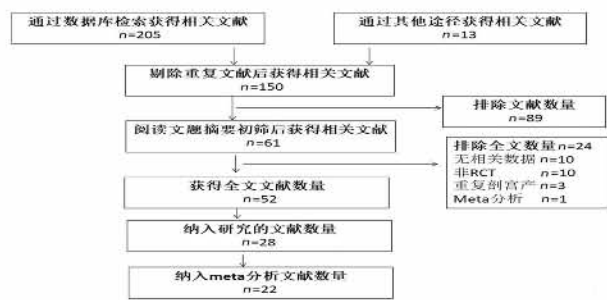 通过数据库检索获得相关文献
n=205
通过其他途径获得相关文献
n=13
剔除重复文献后获得相关文献
n=150
排除文献数量
n=89
阅读文题摘要初筛后获得相关文献
n=61
排除全文数量n=24
无相关数据 n=10
非RCT n=10
重复剖宫产n=3
Meta分析 n=1
获得全文文献数量
n=52
纳入研究的文献数量
n=28
纳入meta分析文献数量
n=22